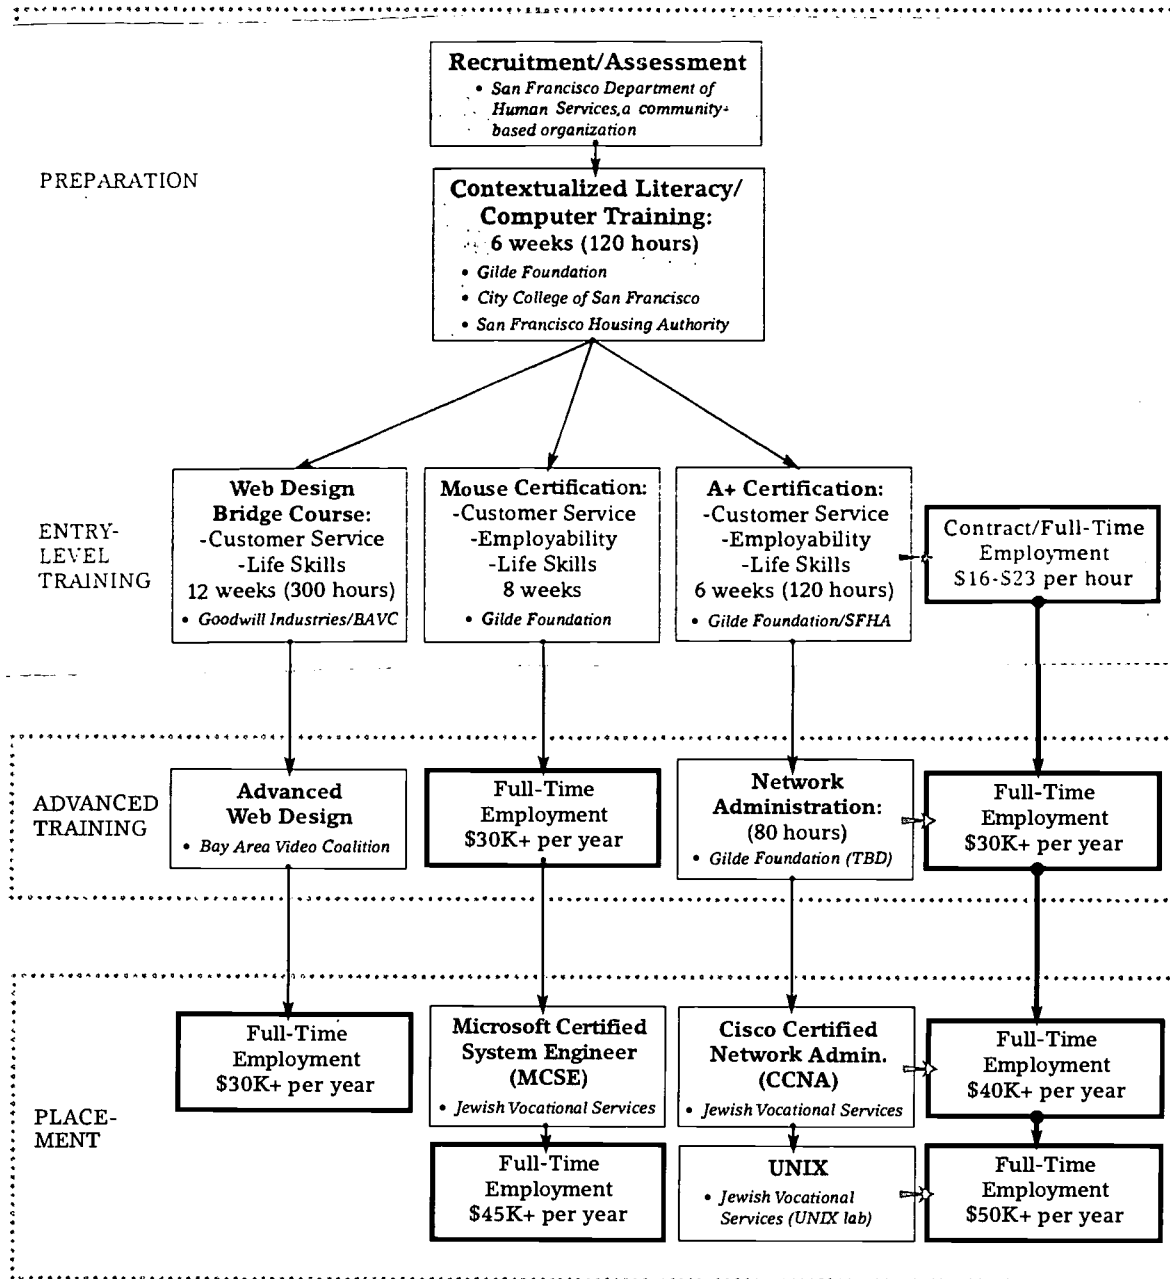 Recruitment/Assessment
• San Francisco Department of
Human Services, a community-
based organization
PREPARATION
Contextualized Literacy/
Computer Training:
6 weeks (120 hours)
• Gilde Foundation
• City College of San Francisco
• San Francisco Housing Authority
ENTRY-
LEVEL
TRAINING
Web Design
Bridge Course:
-Customer Service
-Life Skills
12 weeks (300 hours)
• Goodwill Industries/BAVC
Mouse Certification:
-Customer Service
-Employability
-Life Skills
8 weeks
• Gilde Foundation
A+ Certification:
-Customer Service
-Employability
-Life Skills
6 weeks (120 hours)
• Gilde Foundation/SFHA
Contract/Full-Time
Employment
$16-$23 per hour
ADVANCED
TRAINING
Advanced
Web Design
• Bay Area Video Coalition
Full-Time
Employment
$30K+ per year
Network
Administration:
(80 hours)
• Gilde Foundation (TBD)
Full-Time
Employment
$30K+ per year
PLACE-
MENT
Full-Time
Employment
$30K+ per year
Microsoft Certified
System Engineer
(MCSE)
• Jewish Vocational Services
Full-Time
Employment
$45K+ per year
Cisco Certified
Network Admin.
(CCNA)
• Jewish Vocational Services
UNIX
• Jewish Vocational
Services (UNIX lab)
Full-Time
Employment
$40K+ per year
Full-Time
Employment
$50K+ per year